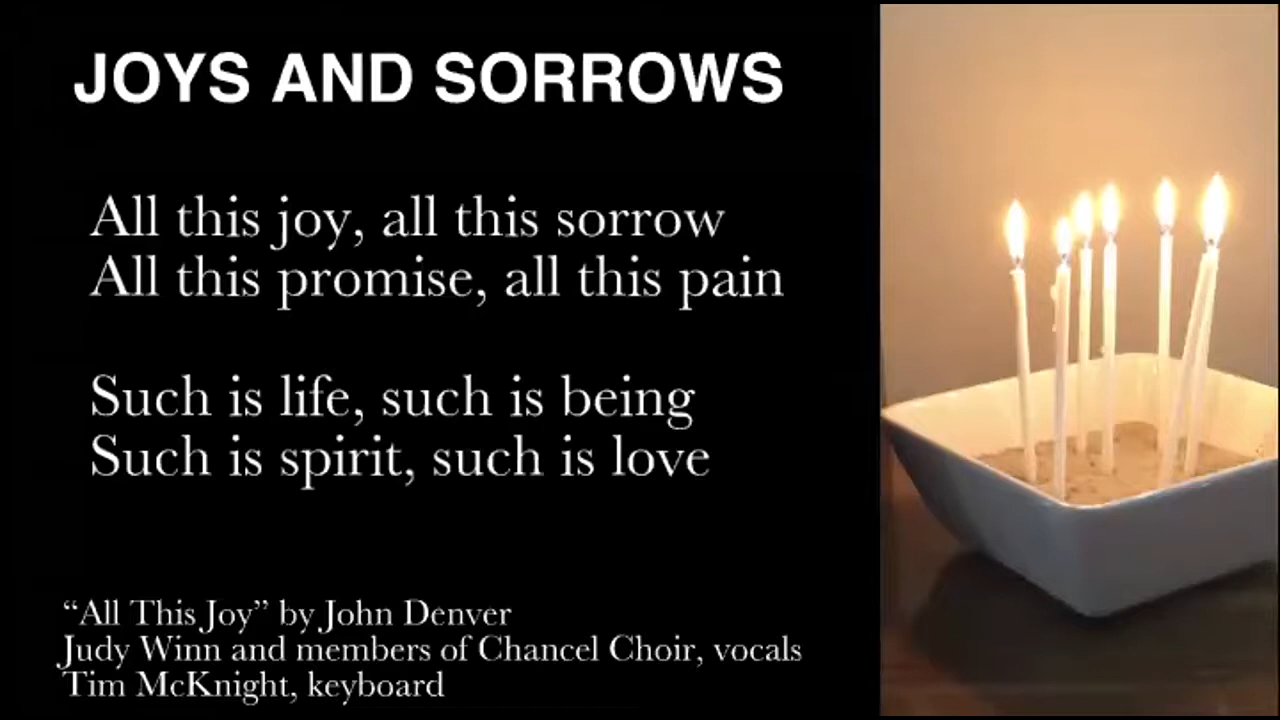 JOYS AND SORROWS
All this joy, all this sorrow
All this promise, all this pain
Such is life, such is being
Such is spirit, such is love
“All This Joy” by John Denver
Judy Winn and members of Chancel Choir, vocals
Tim McKnight, keyboard